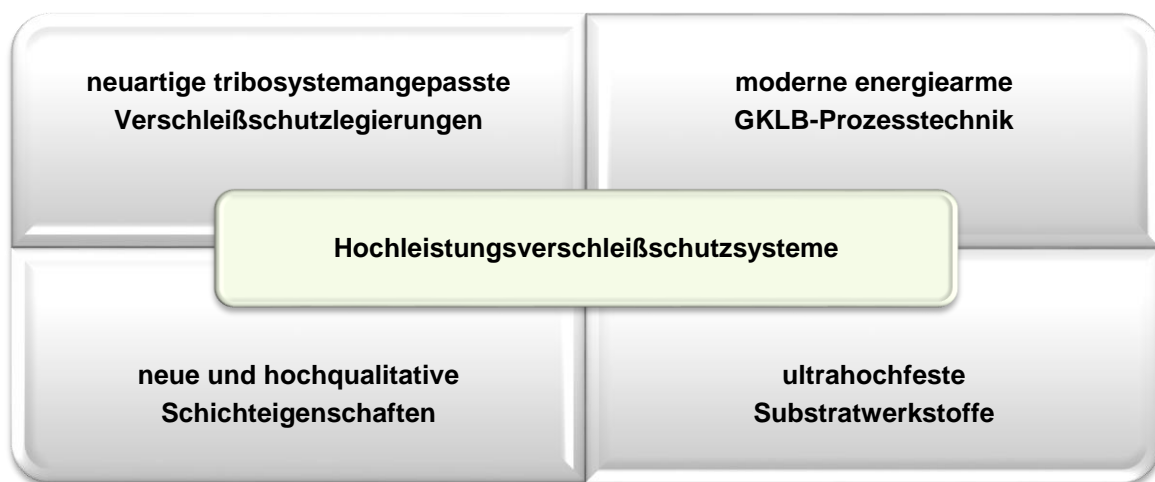 neuartige tribosystemangepasste
Verschleißschutzlegierungen
moderne energiearme
GKLB-Prozesstechnik
Hochleistungsverschleißschutzsysteme
neue und hochqualitative
Schichteigenschaften
ultrahochfeste
Substratwerkstoffe